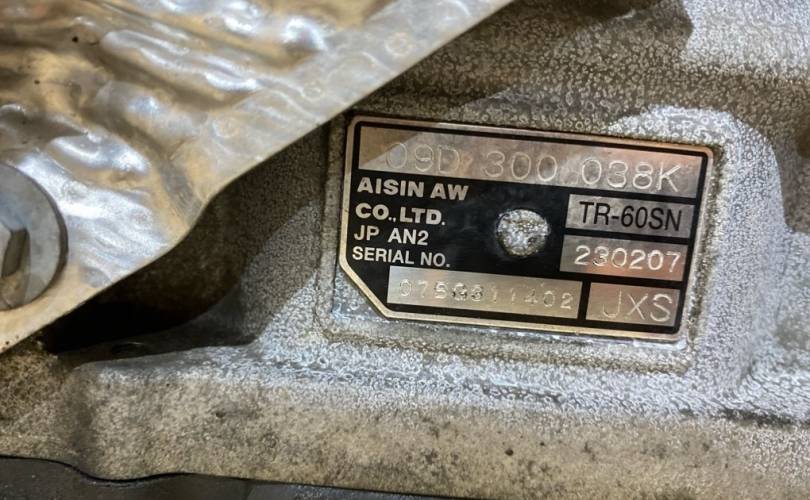 09D 300 038K
AISIN AW
CO.,LTD.
TR-60SN
JP AN2
230207
SERIAL NO.
JXS